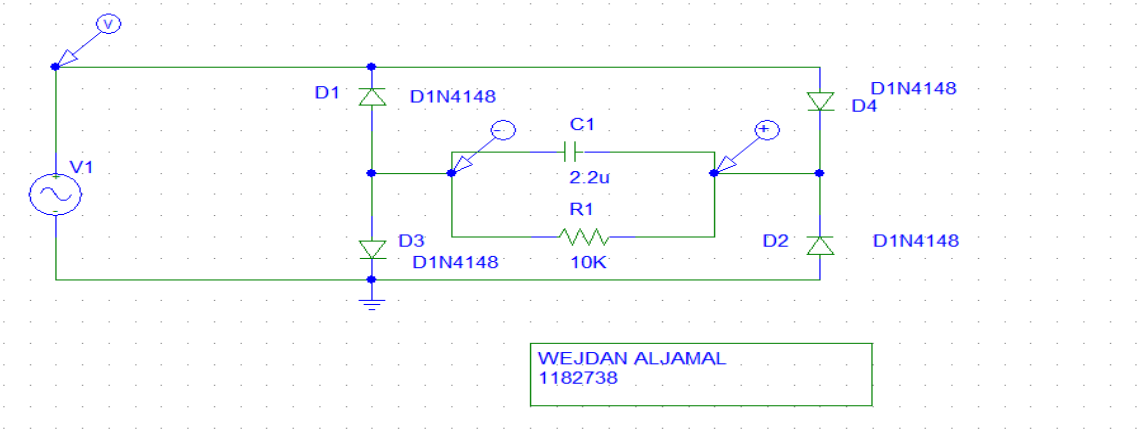 V
D1N4148
D1
D1N4148
D4
C1
-
+
V1
2.2u
R1
D3
D2
D1N4148
D1N4148
10K
+
-
WEJDAN ALJAMAL
1182738